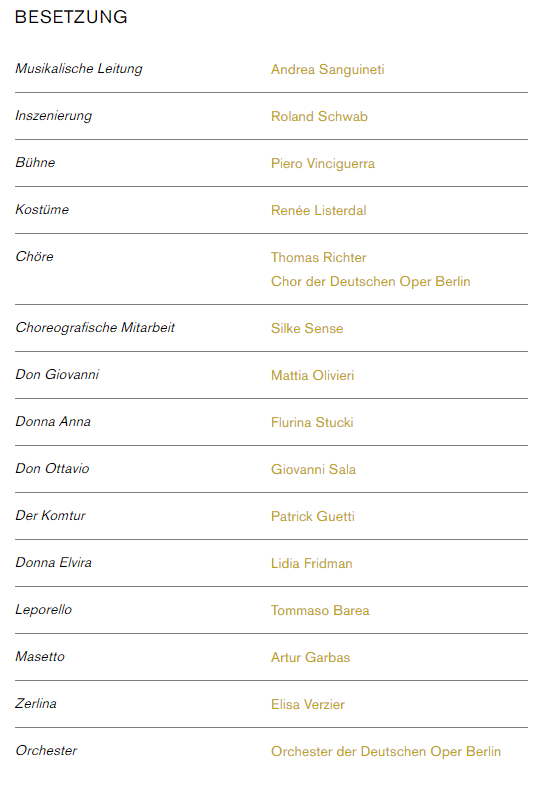 BESETZUNG
Musikalische Leitung Andrea Sanguineti
Inszenierung Roland Schwab
Bühne Piero Vinciguerra
Kostüme Renée Listerdal
Chöre Thomas Richter
Chor der Deutschen Oper Berlin
Choreografische Mitarbeit Silke Sense
Don Giovanni Mattia Olivieri
Donna Anna Flurina Stucki
Don Ottavio Giovanni Sala
Der Komtur Patrick Guetti
Donna Elvira Lidia Fridman
Leporello Tommaso Barea
Masetto Artur Garbas
Zerlina Elisa Verzier
Orchester Orchester der Deutschen Oper Berlin